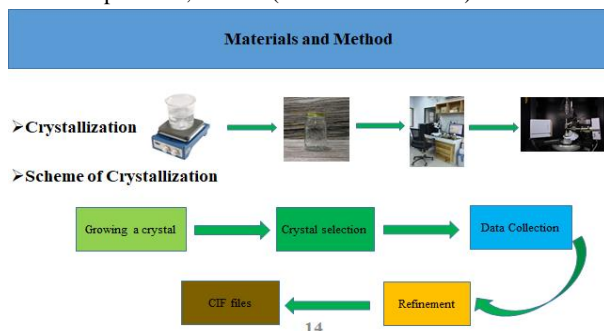 Materials and Method
➢Crystallization
➢Scheme of Crystallization
Growing a crystal
Crystal selection
Data Collection
CIF files
Refinement
14